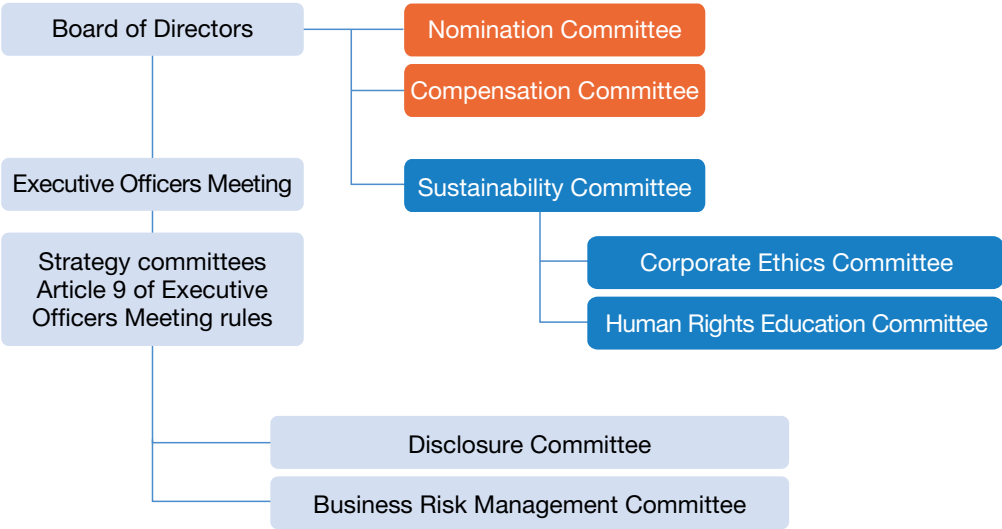 Board of Directors
Nomination Committee
Compensation Committee
Executive Officers Meeting
Sustainability Committee
Strategy committees
Article 9 of Executive
Officers Meeting rules
Corporate Ethics Committee
Human Rights Education Committee
Disclosure Committee
Business Risk Management Committee